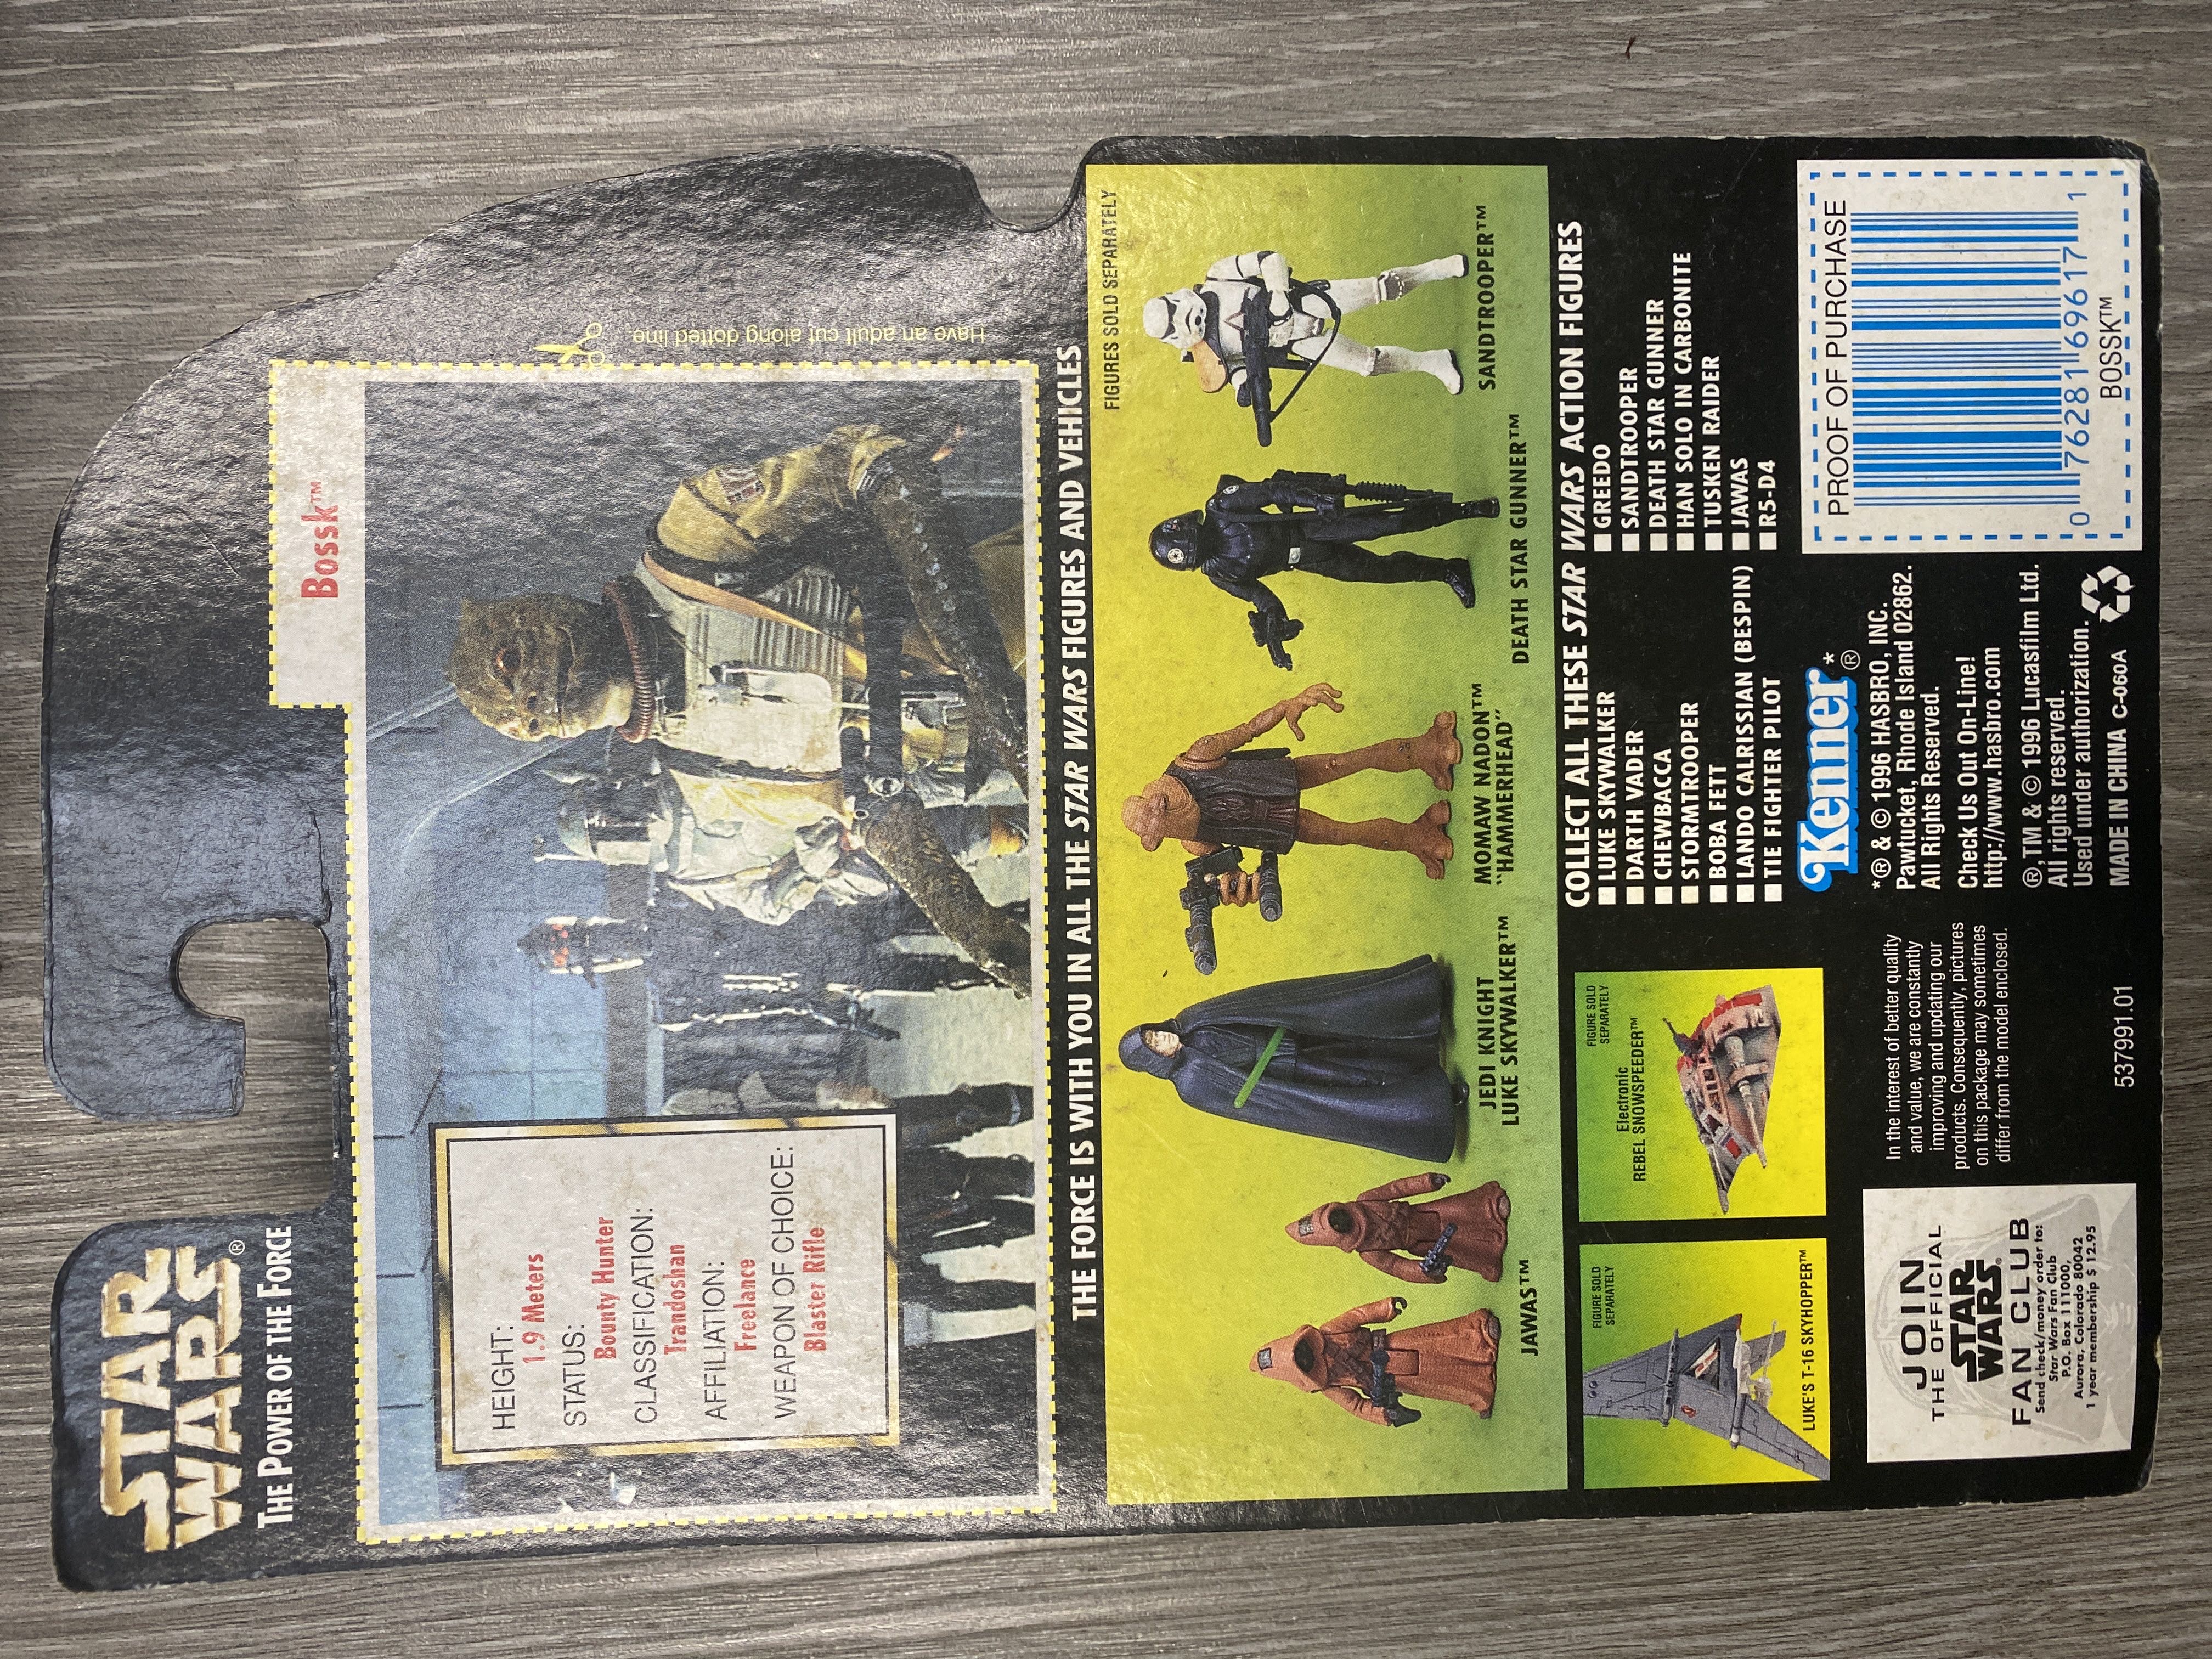 STAR
WARS®
THE POWER OF THE FORCE
Bossk™
Have an adult cut along dotted line.
HEIGHT:
1.9 Meters
STATUS:
Bounty Hunter
CLASSIFICATION:
Trandoshan
AFFILIATION:
Freelance
WEAPON OF CHOICE:
Blaster Rifle
THE FORCE IS WITH YOU IN ALL THE STAR WARS FIGURES AND VEHICLES
FIGURES SOLD SEPARATELY
JAWAS™
JEDI KNIGHT
LUKE SKYWALKER™
MOMAW NADON™
"HAMMERHEAD"
DEATH STAR GUNNER™
SANDTROOPER™
FIGURE SOLD
SEPARATELY
LUKE'S T-16 SKYHOPPER™
FIGURE SOLD
SEPARATELY
Electronic
REBEL SNOWSPEEDER™
COLLECT ALL THESE STAR WARS ACTION FIGURES
■ LUKE SKYWALKER
■ DARTH VADER
■ CHEWBACCA
■ STORMTROOPER
■ BOBA FETT
■ LANDO CALRISSIAN (BESPIN)
■ TIE FIGHTER PILOT
■ GREEDO
■ SANDTROOPER
■ DEATH STAR GUNNER
■ HAN SOLO IN CARBONITE
■ TUSKEN RAIDER
■ JAWAS
■ R5-D4
JOIN
THE OFFICIAL
STAR
WARS®
FAN CLUB
Send check/money order to:
Star Wars Fan Club
P.O. Box 111000,
Aurora, Colorado 80042
1 year membership $ 12.95
In the interest of better quality
and value, we are constantly
improving and updating our
products. Consequently, pictures
on this package may sometimes
differ from the model enclosed.
537991.01
Kenner*®
*® & © 1996 HASBRO, INC.
Pawtucket, Rhode Island 02862.
All Rights Reserved.
Check Us Out On-Line!
http://www.hasbro.com
®,TM & © 1996 Lucasfilm Ltd.
All rights reserved.
Used under authorization.
MADE IN CHINA C-060A
PROOF OF PURCHASE
0 76281 69617 1
BOSSK™